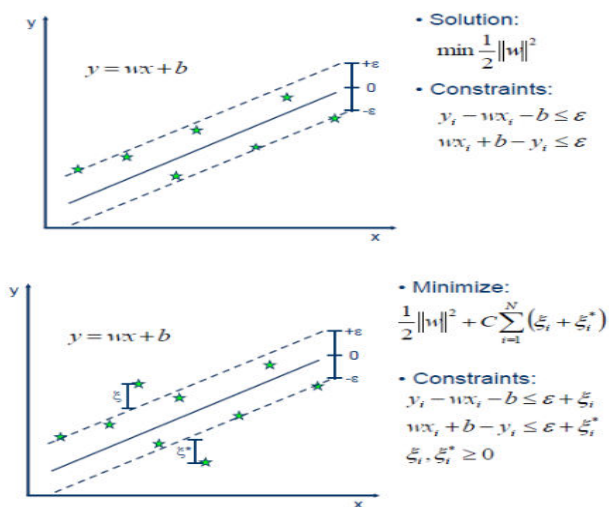 y
y = wx + b
+ε
0
-ε
x
• Solution:
min 1/2 ‖w‖²
• Constraints:
yᵢ − wxᵢ − b ≤ ε
wxᵢ + b − yᵢ ≤ ε
y
y = wx + b
+ε
0
-ε
ξ
ξ*
x
• Minimize:
1/2 ‖w‖² + C ∑ᵢ₌₁ᴺ (ξᵢ + ξᵢ*)
• Constraints:
yᵢ − wxᵢ − b ≤ ε + ξᵢ
wxᵢ + b − yᵢ ≤ ε + ξᵢ*
ξᵢ, ξᵢ* ≥ 0